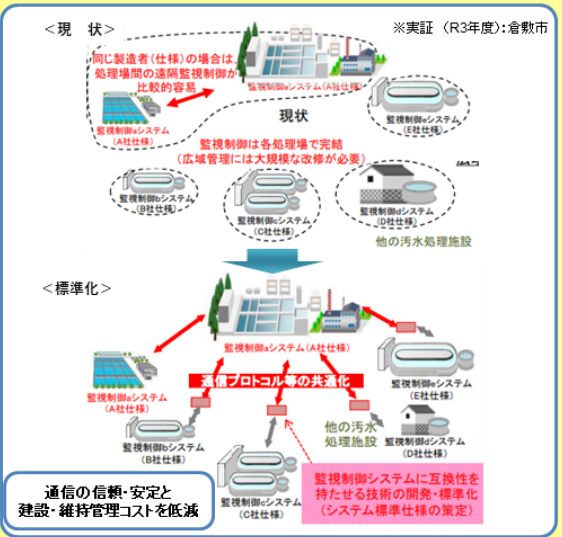 ＜現　状＞
※実証（R3年度）：倉敷市
同じ製造者（仕様）の場合は、
処理場間の遠隔監視制御が
比較的容易
監視制御aシステム（A社仕様）
監視制御aシステム
（A社仕様）
現状
監視制御eシステム
（E社仕様）
監視制御は各処理場で完結
（広域管理には大規模な改修が必要）
監視制御bシステム
（B社仕様）
監視制御cシステム
（C社仕様）
監視制御dシステム
（D社仕様）
他の汚水処理施設
＜標準化＞
監視制御aシステム（A社仕様）
監視制御aシステム
（A社仕様）
通信プロトコル等の共通化
監視制御eシステム
（E社仕様）
監視制御bシステム
（B社仕様）
他の汚水
処理施設
監視制御dシステム
（D社仕様）
監視制御cシステム
（C社仕様）
監視制御システムに互換性を
持たせる技術の開発・標準化
（システム標準仕様の策定）
通信の信頼・安定と
建設・維持管理コストを低減